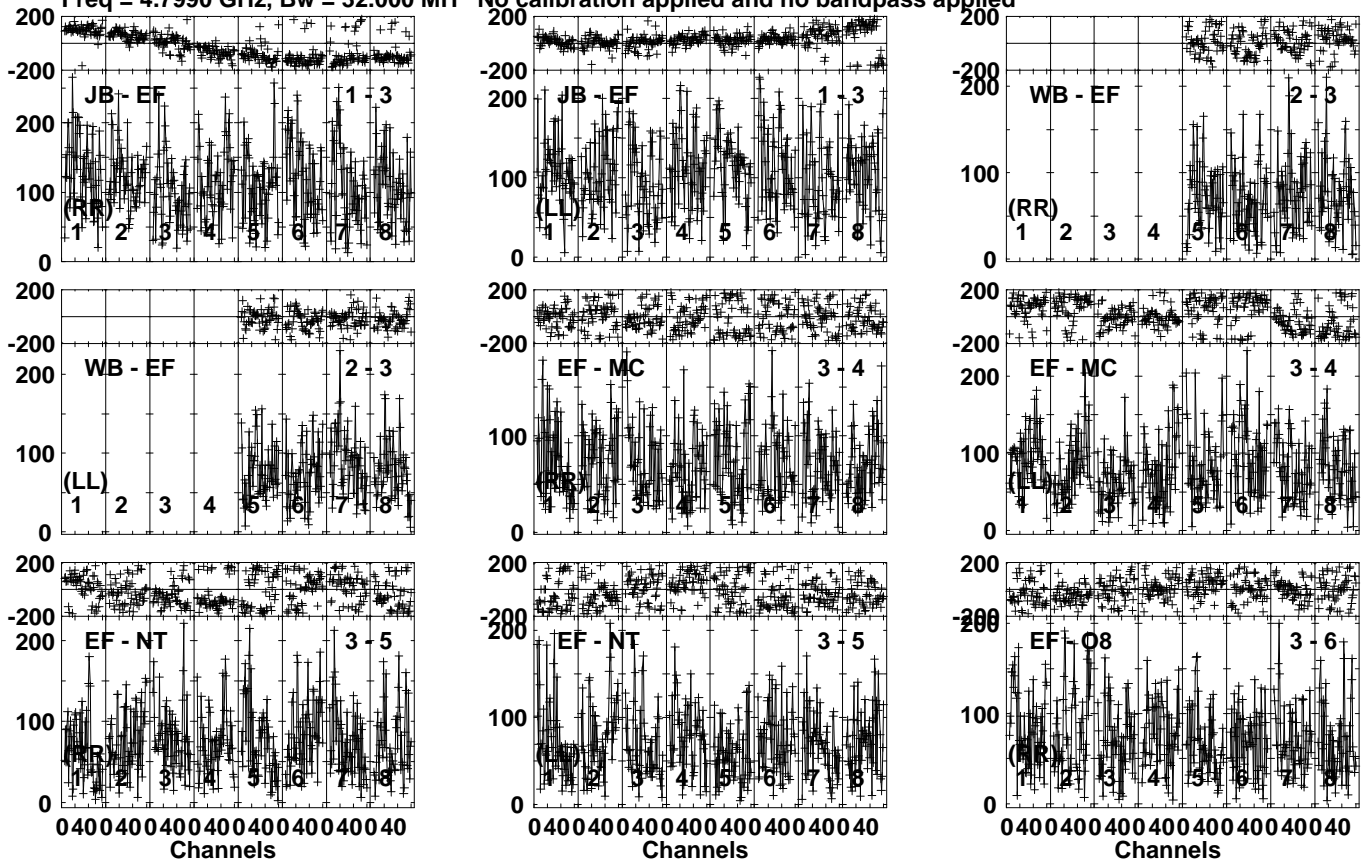 Freq = 4.7990 GHz, Bw = 32.000 MH No calibration applied and no bandpass applied
200 200 200
-200 -200 -200
JB - EF 1 - 3 JB - EF 1 - 3 WB - EF 2 - 3
200 200 200
100 100 100
(RR) (LL) (RR)
1 2 3 4 5 6 7 8 1 2 3 4 5 6 7 8 1 2 3 4 5 6 7 8
0 0 0
200 200 200
-200 -200 -200
WB - EF 2 - 3 EF - MC 3 - 4 EF - MC 3 - 4
200 200 200
100 100 100
(LL) (RR) (LL)
1 2 3 4 5 6 7 8 1 2 3 4 5 6 7 8 1 2 3 4 5 6 7 8
0 0 0
200 200 200
-200 -200 -200
EF - NT 3 - 5 EF - NT 3 - 5 EF - O8 3 - 6
200 200 200
100 100 100
(RR) (LL) (RR)
1 2 3 4 5 6 7 8 1 2 3 4 5 6 7 8 1 2 3 4 5 6 7 8
0 0 0
0 40 0 40 0 40 0 40 0 40 0 40 0 40 0 40 0 40 0 40 0 40 0 40 0 40 0 40 0 40 0 40 0 40 0 40 0 40 0 40 0 40 0 40 0 40 0 40
Channels Channels Channels